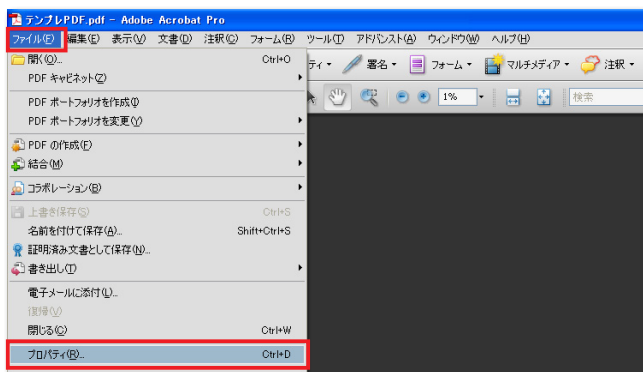 テンプレPDF.pdf - Adobe Acrobat Pro
ファイル(F) 編集(E) 表示(V) 文書(D) 注釈(C) フォーム(R) ツール(T) アドバンスト(A) ウィンドウ(W) ヘルプ(H)
開く(O)... Ctrl+O
ティ 署名 フォーム マルチメディア 注釈
PDF キャビネット(Z)
PDF ポートフォリオを作成(I)
1% 検索
PDF ポートフォリオを変更(Y)
PDF の作成(F)
結合(M)
コラボレーション(B)
上書き保存(S) Ctrl+S
名前を付けて保存(A)... Shift+Ctrl+S
証明済み文書として保存(N)...
書き出し(T)
電子メールに添付(L)...
復帰(V)
閉じる(C) Ctrl+W
プロパティ(R)... Ctrl+D